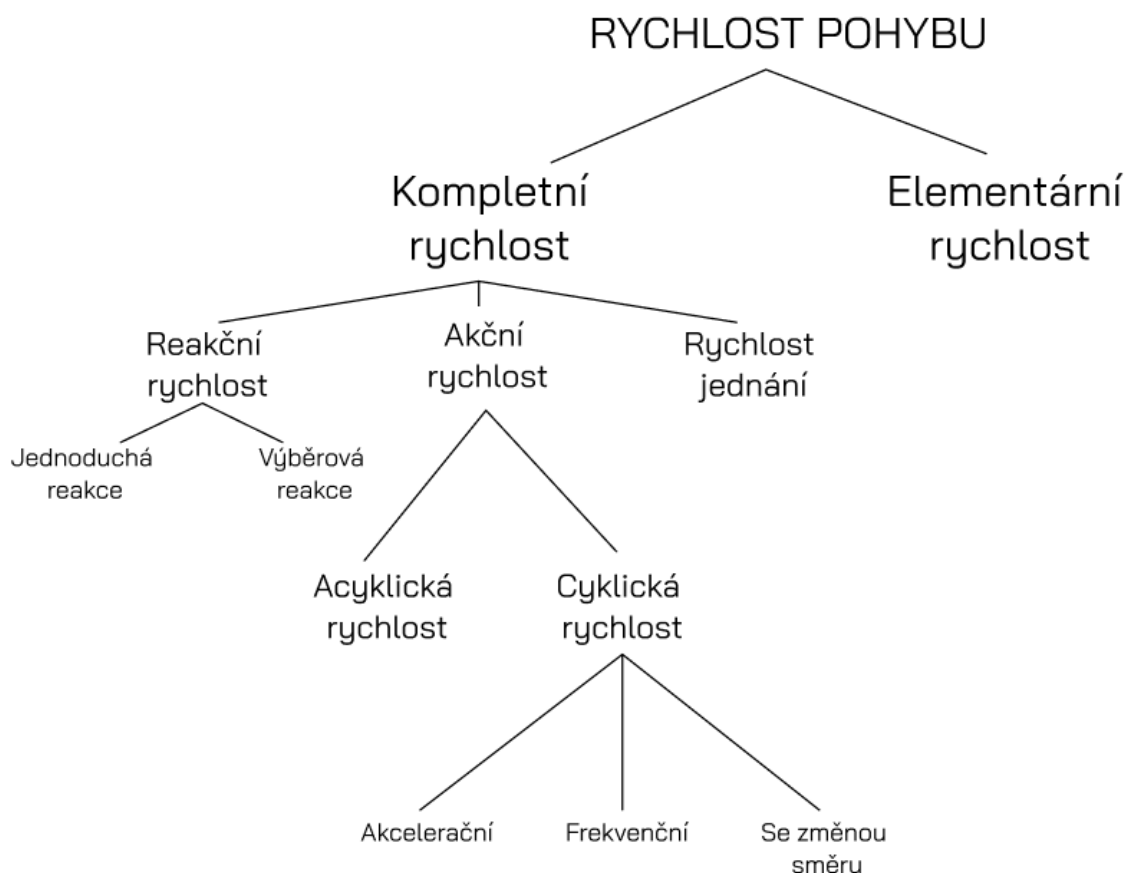 RYCHLOST POHYBU
Kompletní
rychlost
Elementární
rychlost
Reakční
rychlost
Akční
rychlost
Rychlost
jednání
Jednoduchá
reakce
Výběrová
reakce
Acyklická
rychlost
Cyklická
rychlost
Akcelerační
Frekvenční
Se změnou
směru